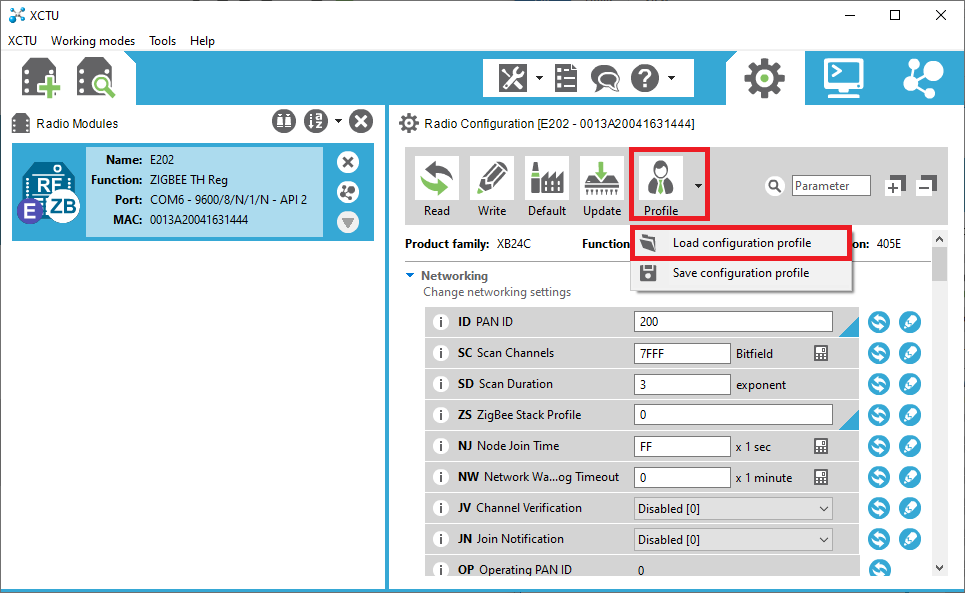 XCTU
XCTU Working modes Tools Help
Radio Modules
Name: E202
Function: ZIGBEE TH Reg
Port: COM6 - 9600/8/N/1/N - API 2
MAC: 0013A20041631444
RF
E ZB
Radio Configuration [E202 - 0013A20041631444]
Read Write Default Update Profile
Parameter
Load configuration profile
Save configuration profile
Product family: XB24C Function on: 405E
Networking
Change networking settings
i ID PAN ID 200
i SC Scan Channels 7FFF Bitfield
i SD Scan Duration 3 exponent
i ZS ZigBee Stack Profile 0
i NJ Node Join Time FF x 1 sec
i NW Network Wa...og Timeout 0 x 1 minute
i JV Channel Verification Disabled [0]
i JN Join Notification Disabled [0]
i OP Operating PAN ID 0